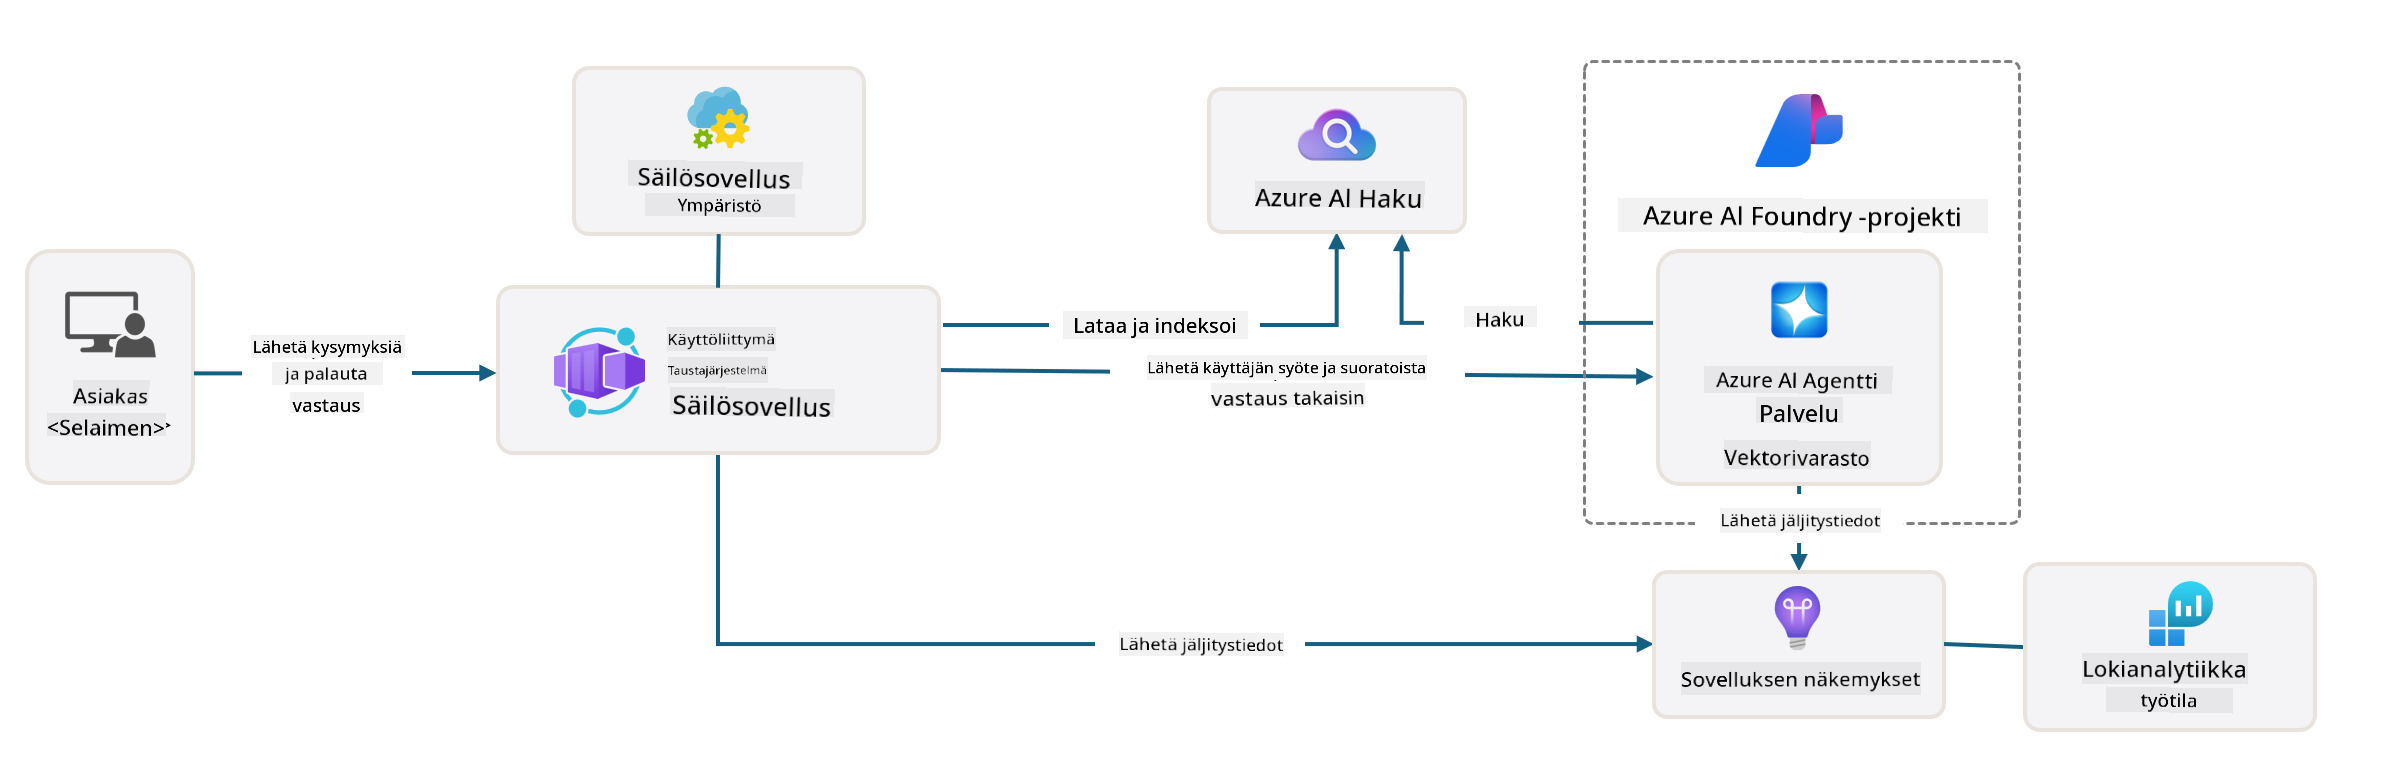 Säilösovellus
Ympäristö
Azure AI Haku
Azure AI Foundry -projekti
Asiakas
<Selaimen>
Lähetä kysymyksiä
ja palauta
vastaus
Käyttöliittymä
Taustajärjestelmä
Säilösovellus
Lataa ja indeksoi
Haku
Lähetä käyttäjän syöte ja suoratoista
vastaus takaisin
Azure AI Agentti
Palvelu
Vektorivarasto
Lähetä jäljitystiedot
Lähetä jäljitystiedot
Sovelluksen näkemykset
Lokianalytiikka
työtila